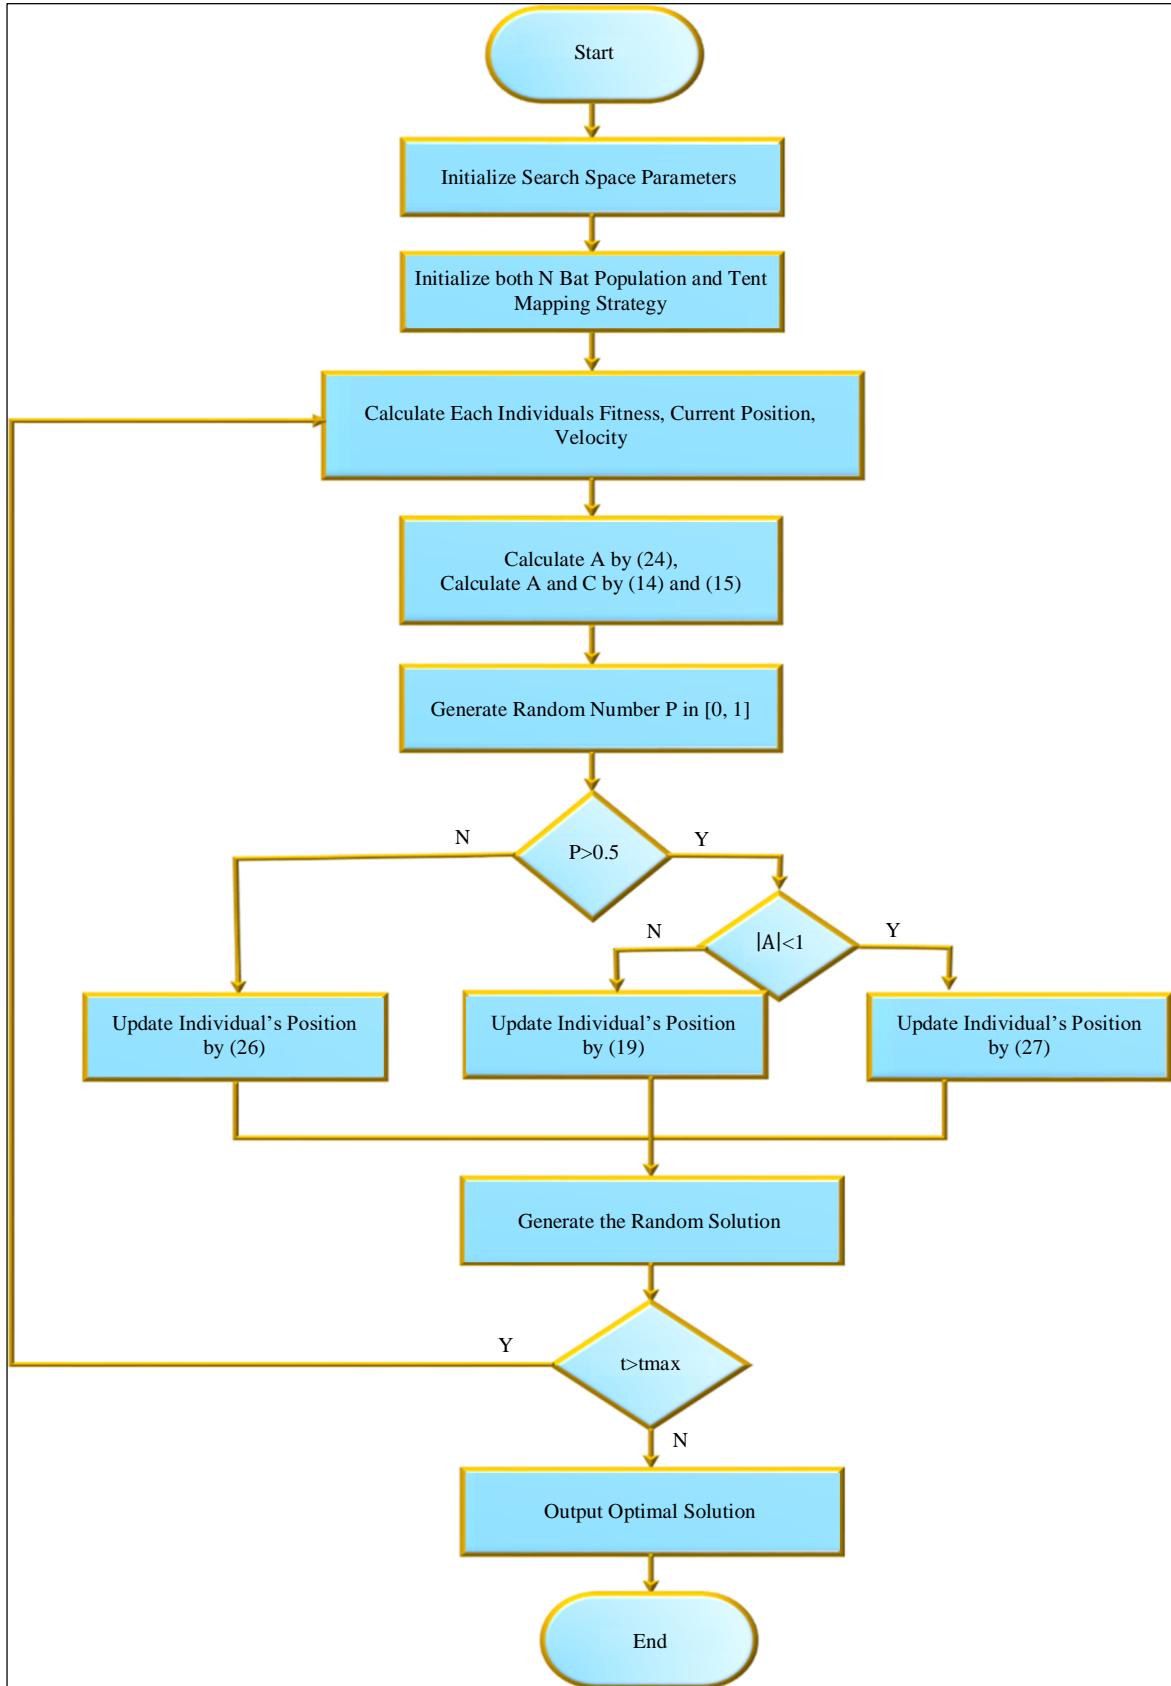 Start
Initialize Search Space Parameters
Initialize both N Bat Population and Tent
Mapping Strategy
Calculate Each Individuals Fitness, Current Position,
Velocity
Calculate A by (24),
Calculate A and C by (14) and (15)
Generate Random Number P in [0, 1]
N
P>0.5
Y
N
|A|<1
Y
Update Individual’s Position
by (26)
Update Individual’s Position
by (19)
Update Individual’s Position
by (27)
Generate the Random Solution
Y
t>tmax
N
Output Optimal Solution
End